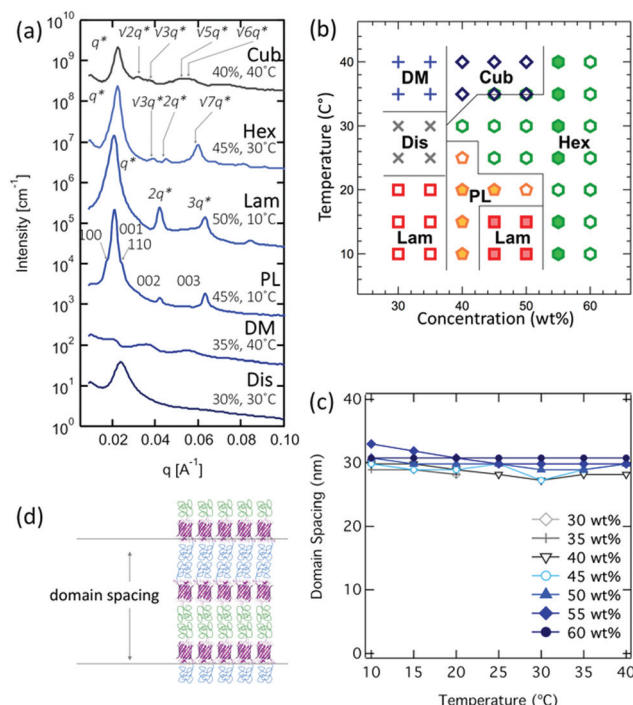 (a)
Intensity [cm⁻¹]
10¹⁰
10⁹
10⁸
10⁷
10⁶
10⁵
10⁴
10³
10²
10¹
10⁰
q*
√2q* √3q* √5q* √6q*
Cub
40%, 40°C
q*
√3q* 2q* √7q*
Hex
45%, 30°C
q*
2q* 3q*
Lam
50%, 10°C
100 001
110
002 003
PL
45%, 10°C
DM
35%, 40°C
Dis
30%, 30°C
0.02 0.04 0.06 0.08 0.10
q [A⁻¹]
(b)
Temperature (C°)
40
30
20
10
DM
Cub
Dis
Hex
PL
Lam
Lam
30 40 50 60
Concentration (wt%)
(c)
Domain Spacing (nm)
40
30
20
10
0
30 wt%
35 wt%
40 wt%
45 wt%
50 wt%
55 wt%
60 wt%
10 15 20 25 30 35 40
Temperature (°C)
(d)
domain spacing